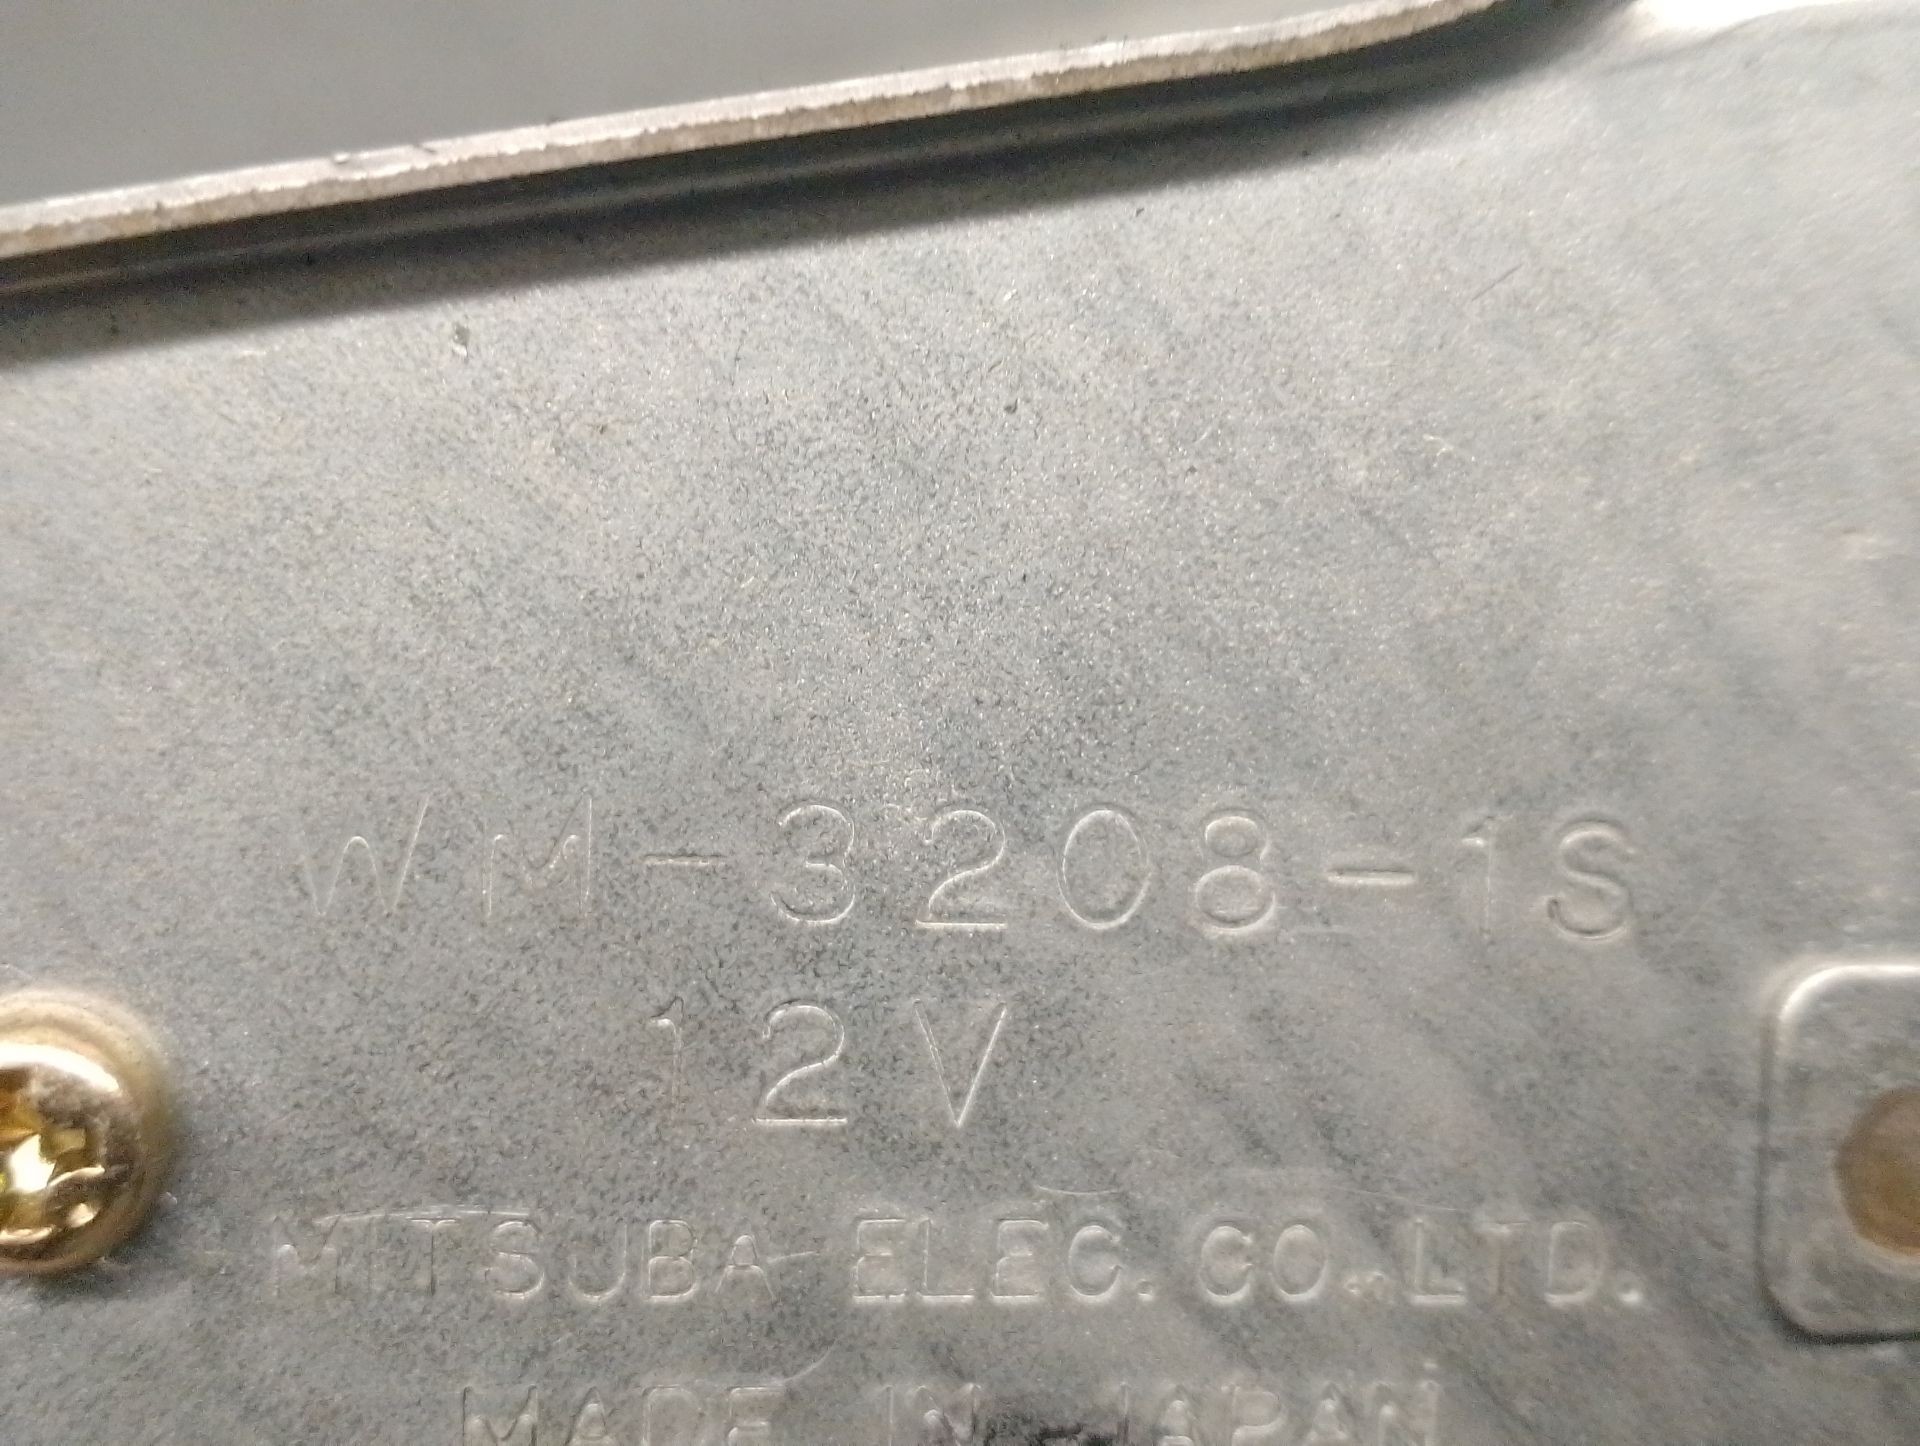 WM-3208-1S
12V
MITSUBA ELEC. CO.,LTD.
MADE IN JAPAN